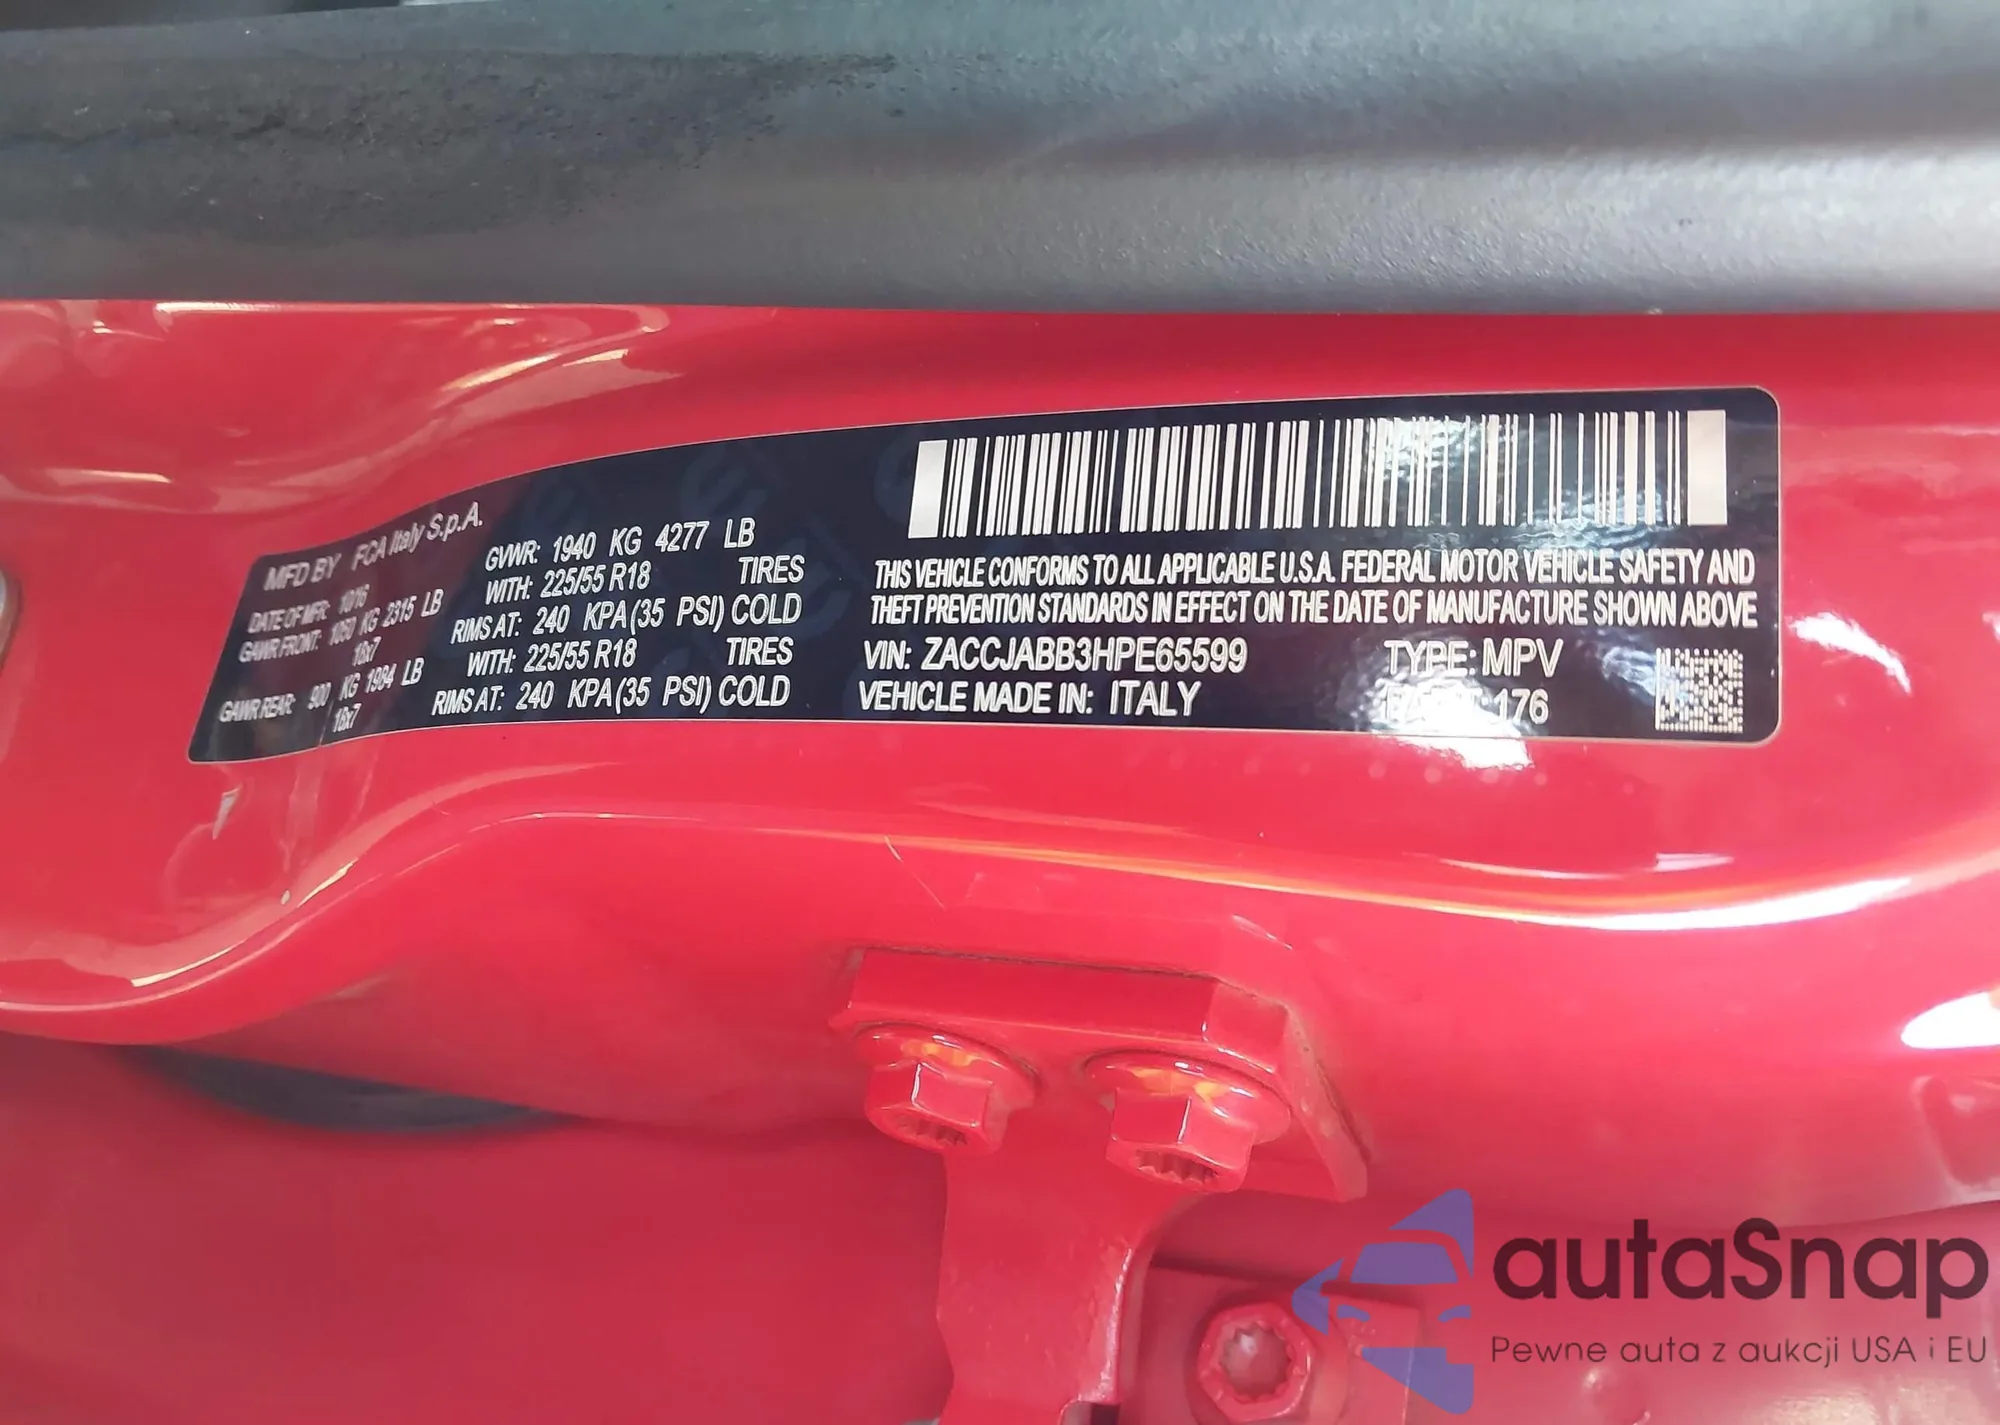 MFD BY FCA Italy S.p.A.
DATE OF MFR: 1016
GAWR FRONT: 1050 KG 2315 LB
18x7
GAWR REAR: 900 KG 1984 LB
18x7
GVWR: 1940 KG 4277 LB
WITH: 225/55 R18 TIRES
RIMS AT: 240 KPA(35 PSI) COLD
WITH: 225/55 R18 TIRES
RIMS AT: 240 KPA(35 PSI) COLD
THIS VEHICLE CONFORMS TO ALL APPLICABLE U.S.A. FEDERAL MOTOR VEHICLE SAFETY AND
THEFT PREVENTION STANDARDS IN EFFECT ON THE DATE OF MANUFACTURE SHOWN ABOVE
VIN: ZACCJABB3HPE65599 TYPE: MPV
VEHICLE MADE IN: ITALY 176
autaSnap
Pewne auta z aukcji USA i EU